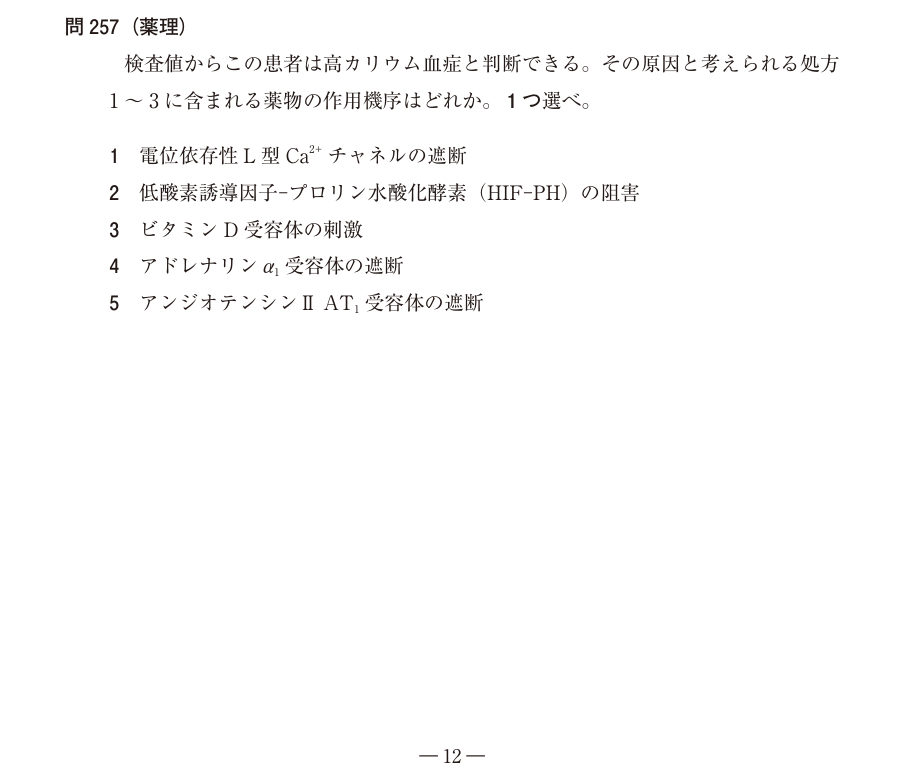 問 257（薬理）
検査値からこの患者は高カリウム血症と判断できる。その原因と考えられる処方
1～3に含まれる薬物の作用機序はどれか。1つ選べ。
1 電位依存性 L 型 Ca²⁺ チャネルの遮断
2 低酸素誘導因子-プロリン水酸化酵素（HIF-PH）の阻害
3 ビタミン D 受容体の刺激
4 アドレナリン α₁ 受容体の遮断
5 アンジオテンシンⅡ AT₁ 受容体の遮断
— 12 —